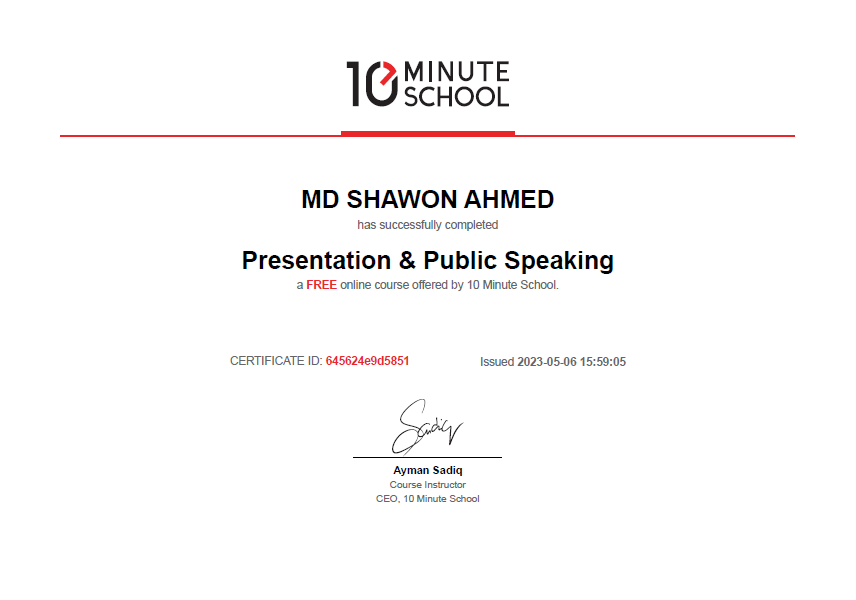 10 MINUTE
SCHOOL
MD SHAWON AHMED
has successfully completed
Presentation & Public Speaking
a FREE online course offered by 10 Minute School.
CERTIFICATE ID: 645624e9d5851
Issued 2023-05-06 15:59:05
Sadiq
Ayman Sadiq
Course Instructor
CEO, 10 Minute School